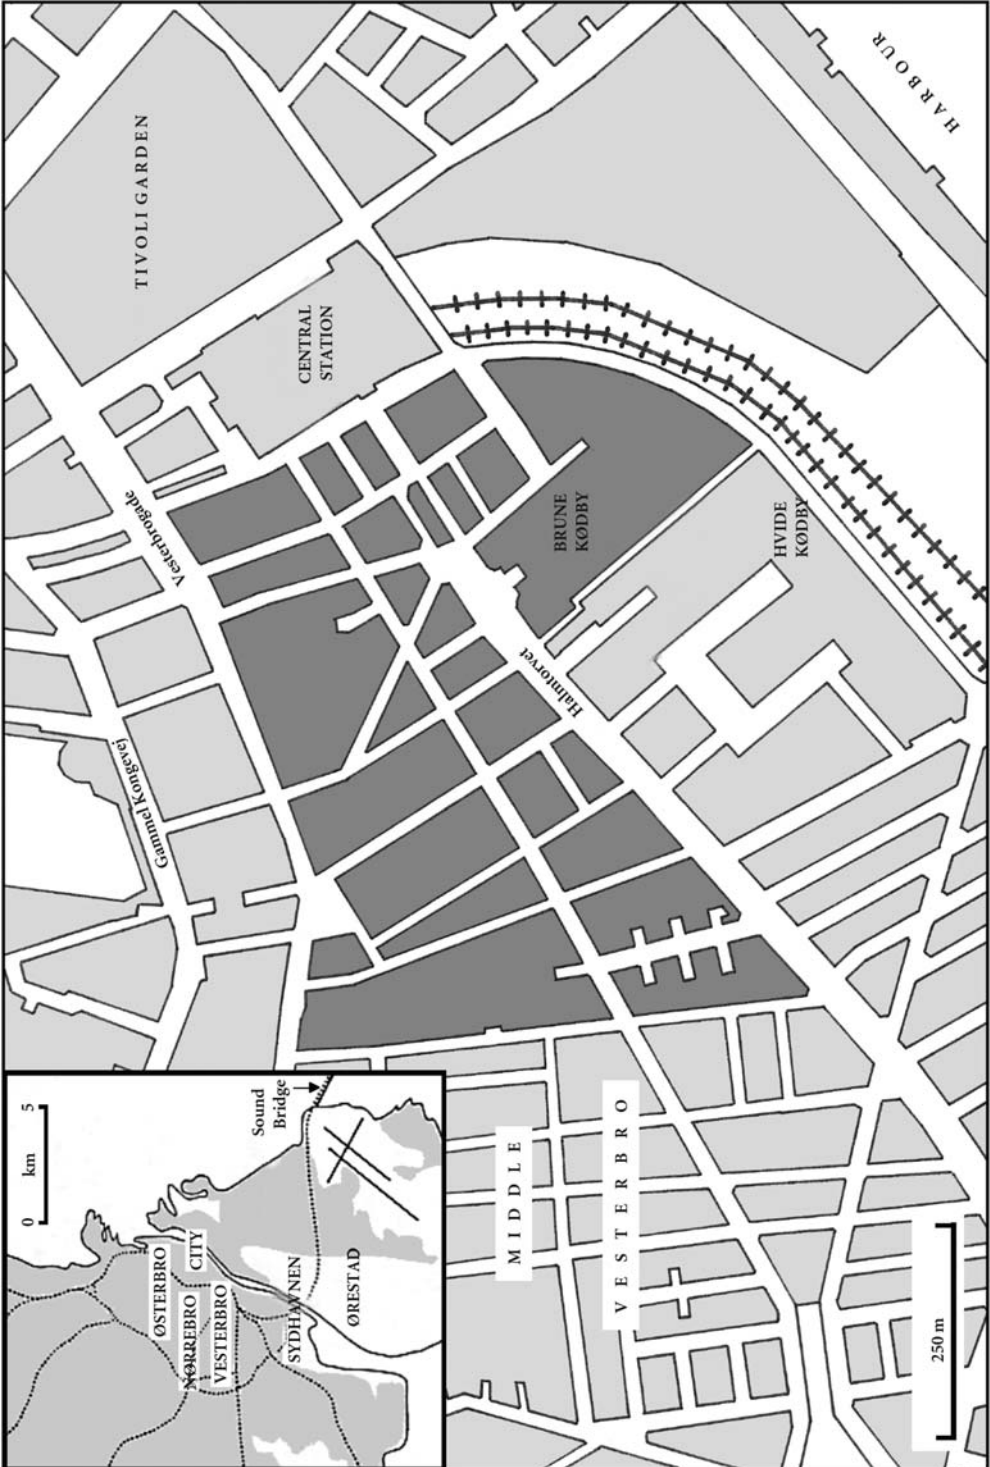 HARBOUR
TIVOLI GARDEN
CENTRAL
STATION
Vesterbrogade
BRUNE
KØDBY
HVIDE
KØDBY
Halmtorvet
Gammel Kongevej
MIDDLE
VESTERBRO
250 m
0 km 5
Sound
Bridge
ØSTERBRO
CITY
NØRREBRO
VESTERBRO
SYDHAVNEN
ØRESTAD